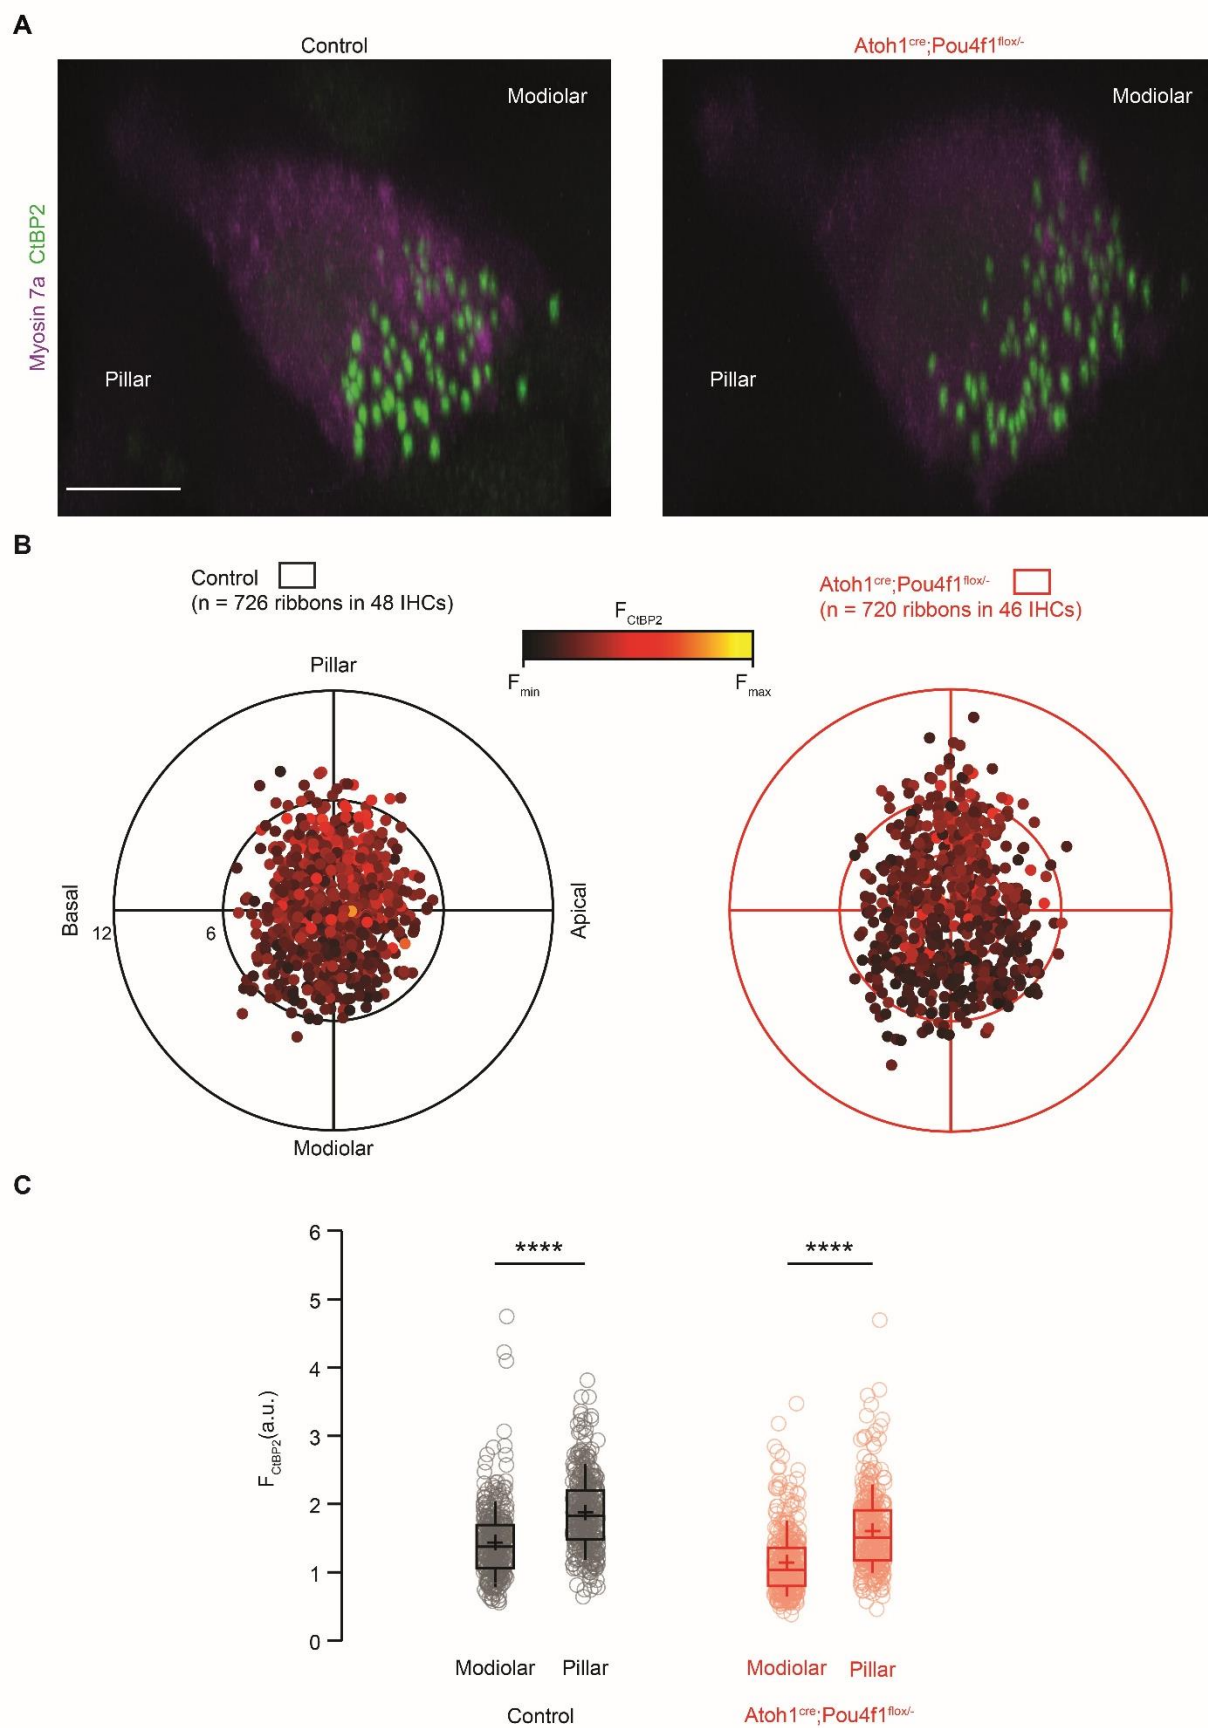 A
Control
Atoh1cre;Pou4f1flox/-
Modiolar
Modiolar
Myosin 7a CtBP2
Pillar
Pillar
B
Control
(n = 726 ribbons in 48 IHCs)
FCtBP2
Fmin
Fmax
Atoh1cre;Pou4f1flox/-
(n = 720 ribbons in 46 IHCs)
Pillar
Basal
12
6
Apical
Modiolar
C
6
5
4
3
2
1
0
FCtBP2(a.u.)
****
****
Modiolar
Pillar
Modiolar
Pillar
Control
Atoh1cre;Pou4f1flox/-